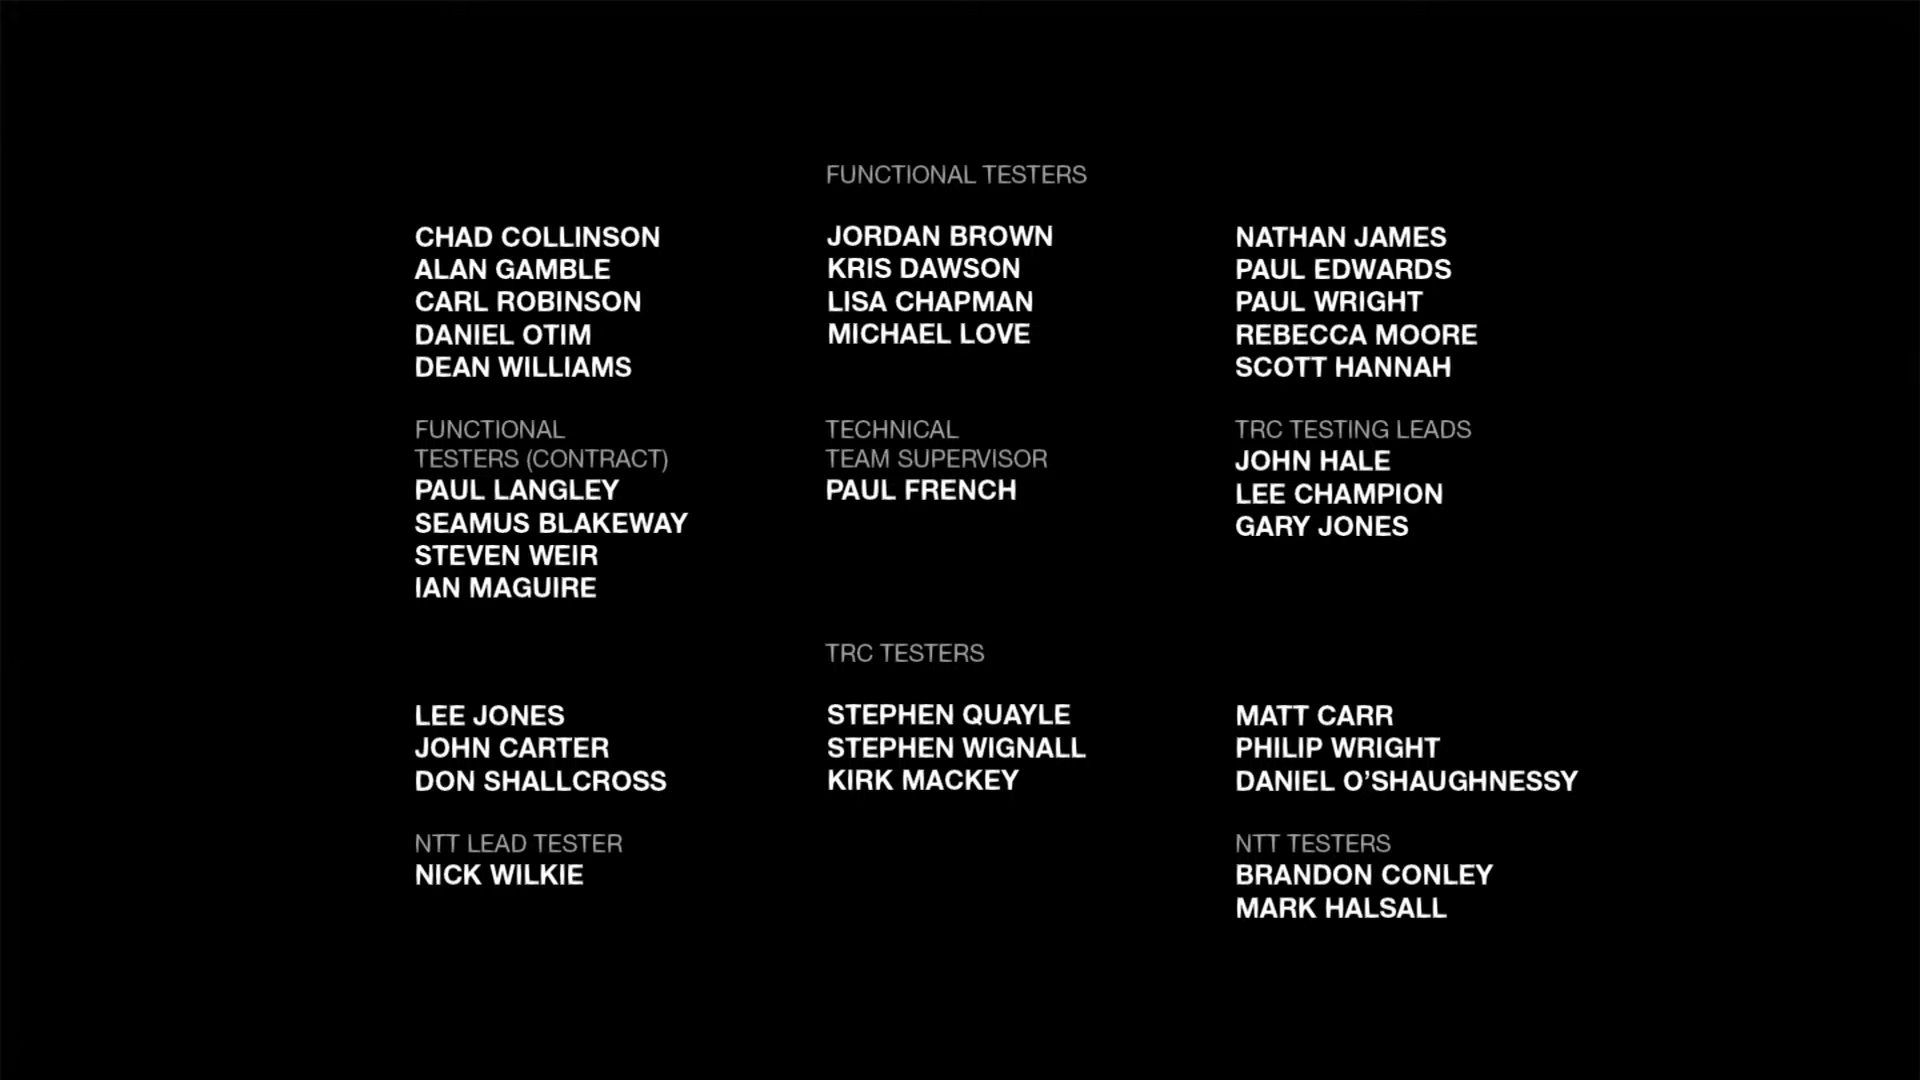 FUNCTIONAL TESTERS
CHAD COLLINSON
ALAN GAMBLE
CARL ROBINSON
DANIEL OTIM
DEAN WILLIAMS
JORDAN BROWN
KRIS DAWSON
LISA CHAPMAN
MICHAEL LOVE
NATHAN JAMES
PAUL EDWARDS
PAUL WRIGHT
REBECCA MOORE
SCOTT HANNAH
FUNCTIONAL
TESTERS (CONTRACT)
PAUL LANGLEY
SEAMUS BLAKEWAY
STEVEN WEIR
IAN MAGUIRE
TECHNICAL
TEAM SUPERVISOR
PAUL FRENCH
TRC TESTING LEADS
JOHN HALE
LEE CHAMPION
GARY JONES
TRC TESTERS
LEE JONES
JOHN CARTER
DON SHALLCROSS
STEPHEN QUAYLE
STEPHEN WIGNALL
KIRK MACKEY
MATT CARR
PHILIP WRIGHT
DANIEL O’SHAUGHNESSY
NTT LEAD TESTER
NICK WILKIE
NTT TESTERS
BRANDON CONLEY
MARK HALSALL